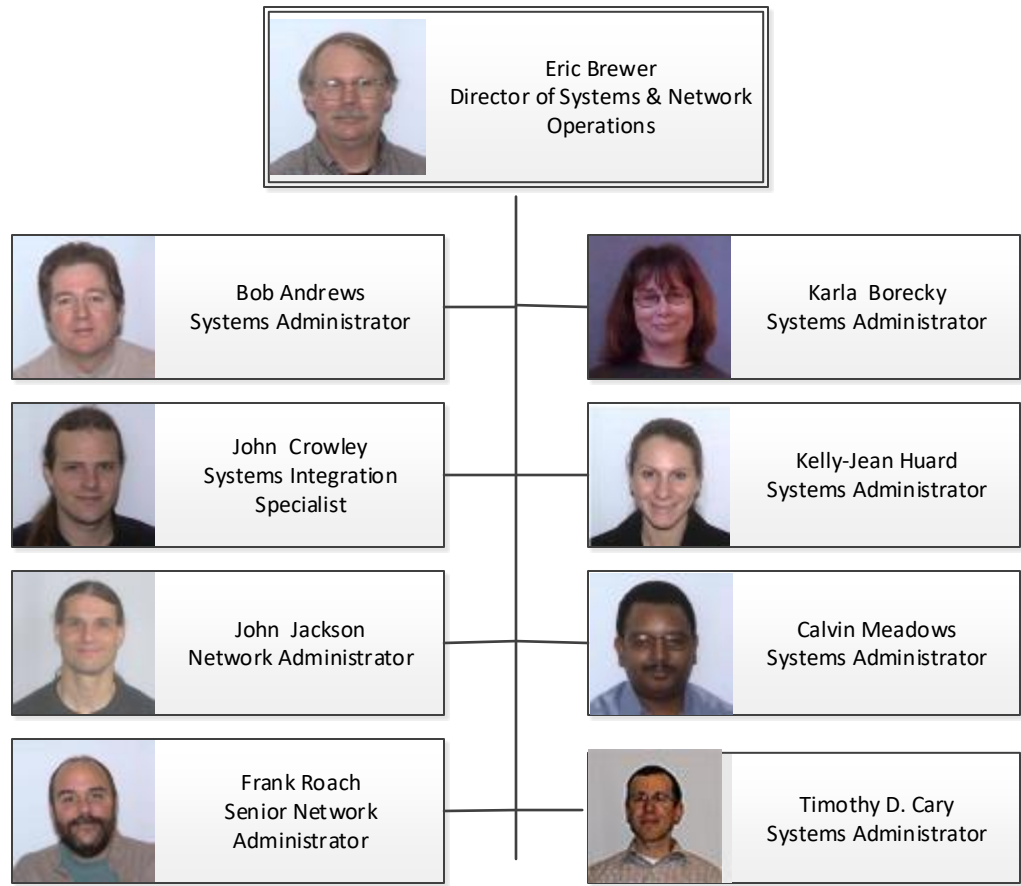 Eric Brewer
Director of Systems & Network
Operations
Bob Andrews
Systems Administrator
Karla Borecky
Systems Administrator
John Crowley
Systems Integration
Specialist
Kelly-Jean Huard
Systems Administrator
John Jackson
Network Administrator
Calvin Meadows
Systems Administrator
Frank Roach
Senior Network
Administrator
Timothy D. Cary
Systems Administrator